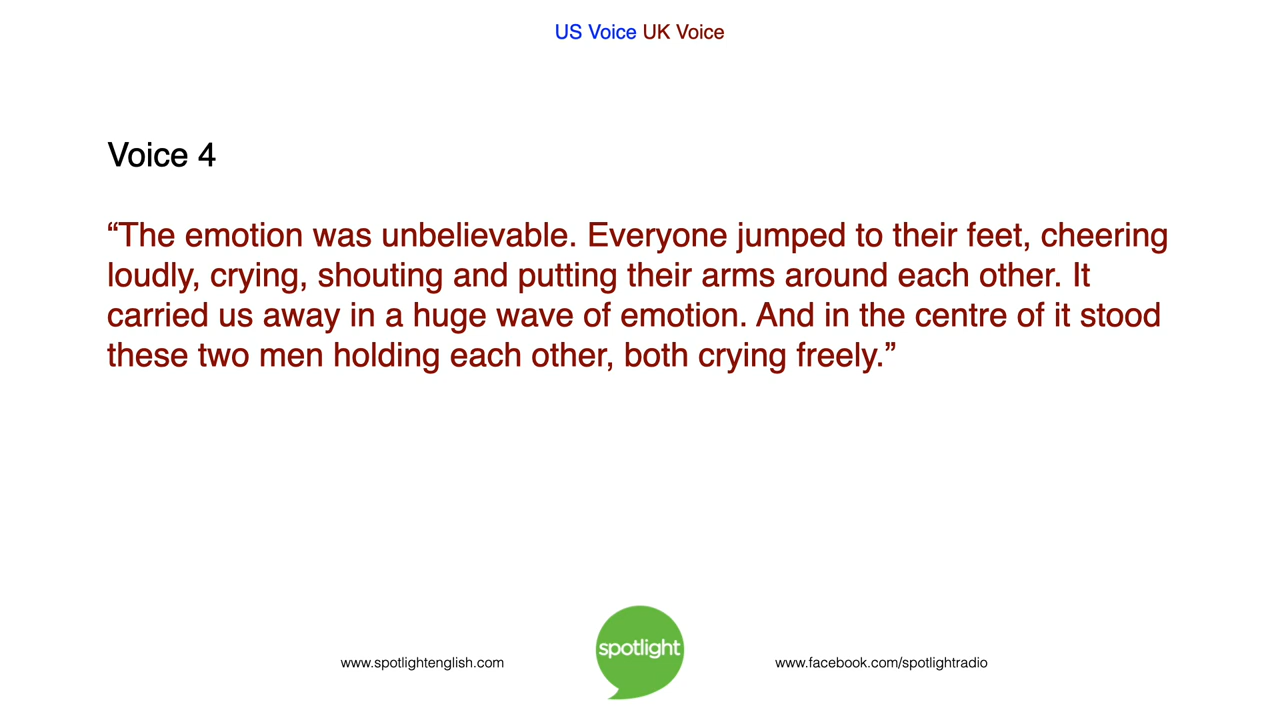 US Voice UK Voice
Voice 4
“The emotion was unbelievable. Everyone jumped to their feet, cheering
loudly, crying, shouting and putting their arms around each other. It
carried us away in a huge wave of emotion. And in the centre of it stood
these two men holding each other, both crying freely.”
spotlight
www.spotlightenglish.com
www.facebook.com/spotlightradio